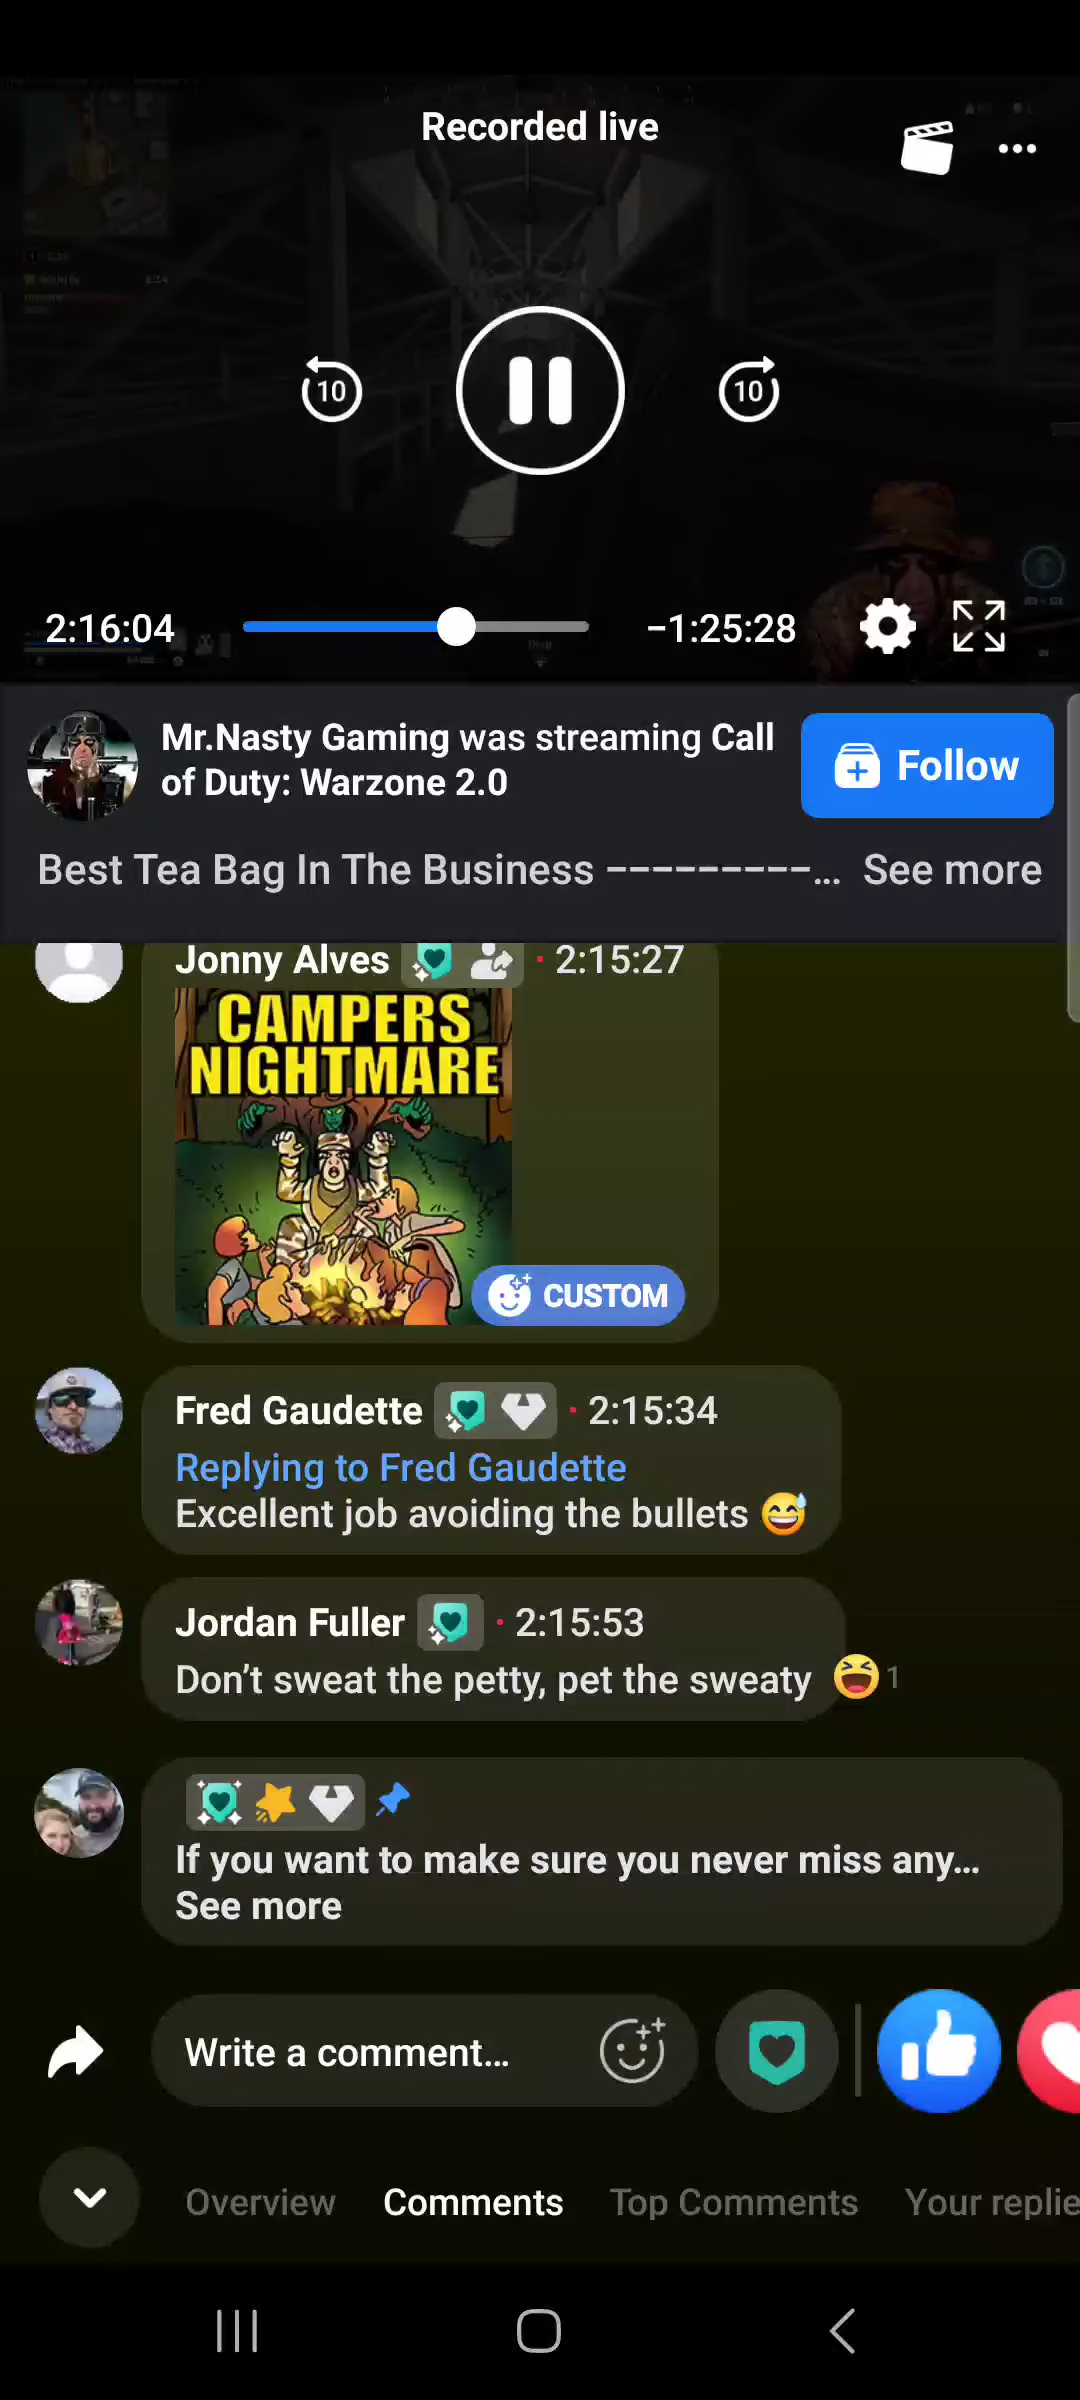 Recorded live
10
10
2:16:04
-1:25:28
Mr.Nasty Gaming was streaming Call
of Duty: Warzone 2.0
Follow
Best Tea Bag In The Business ––––––––––... See more
Jonny Alves · 2:15:27
CAMPERS
NIGHTMARE
CUSTOM
Fred Gaudette · 2:15:34
Replying to Fred Gaudette
Excellent job avoiding the bullets 😅
Jordan Fuller · 2:15:53
Don't sweat the petty, pet the sweaty 😆 1
If you want to make sure you never miss any...
See more
Write a comment...
Overview Comments Top Comments Your replie